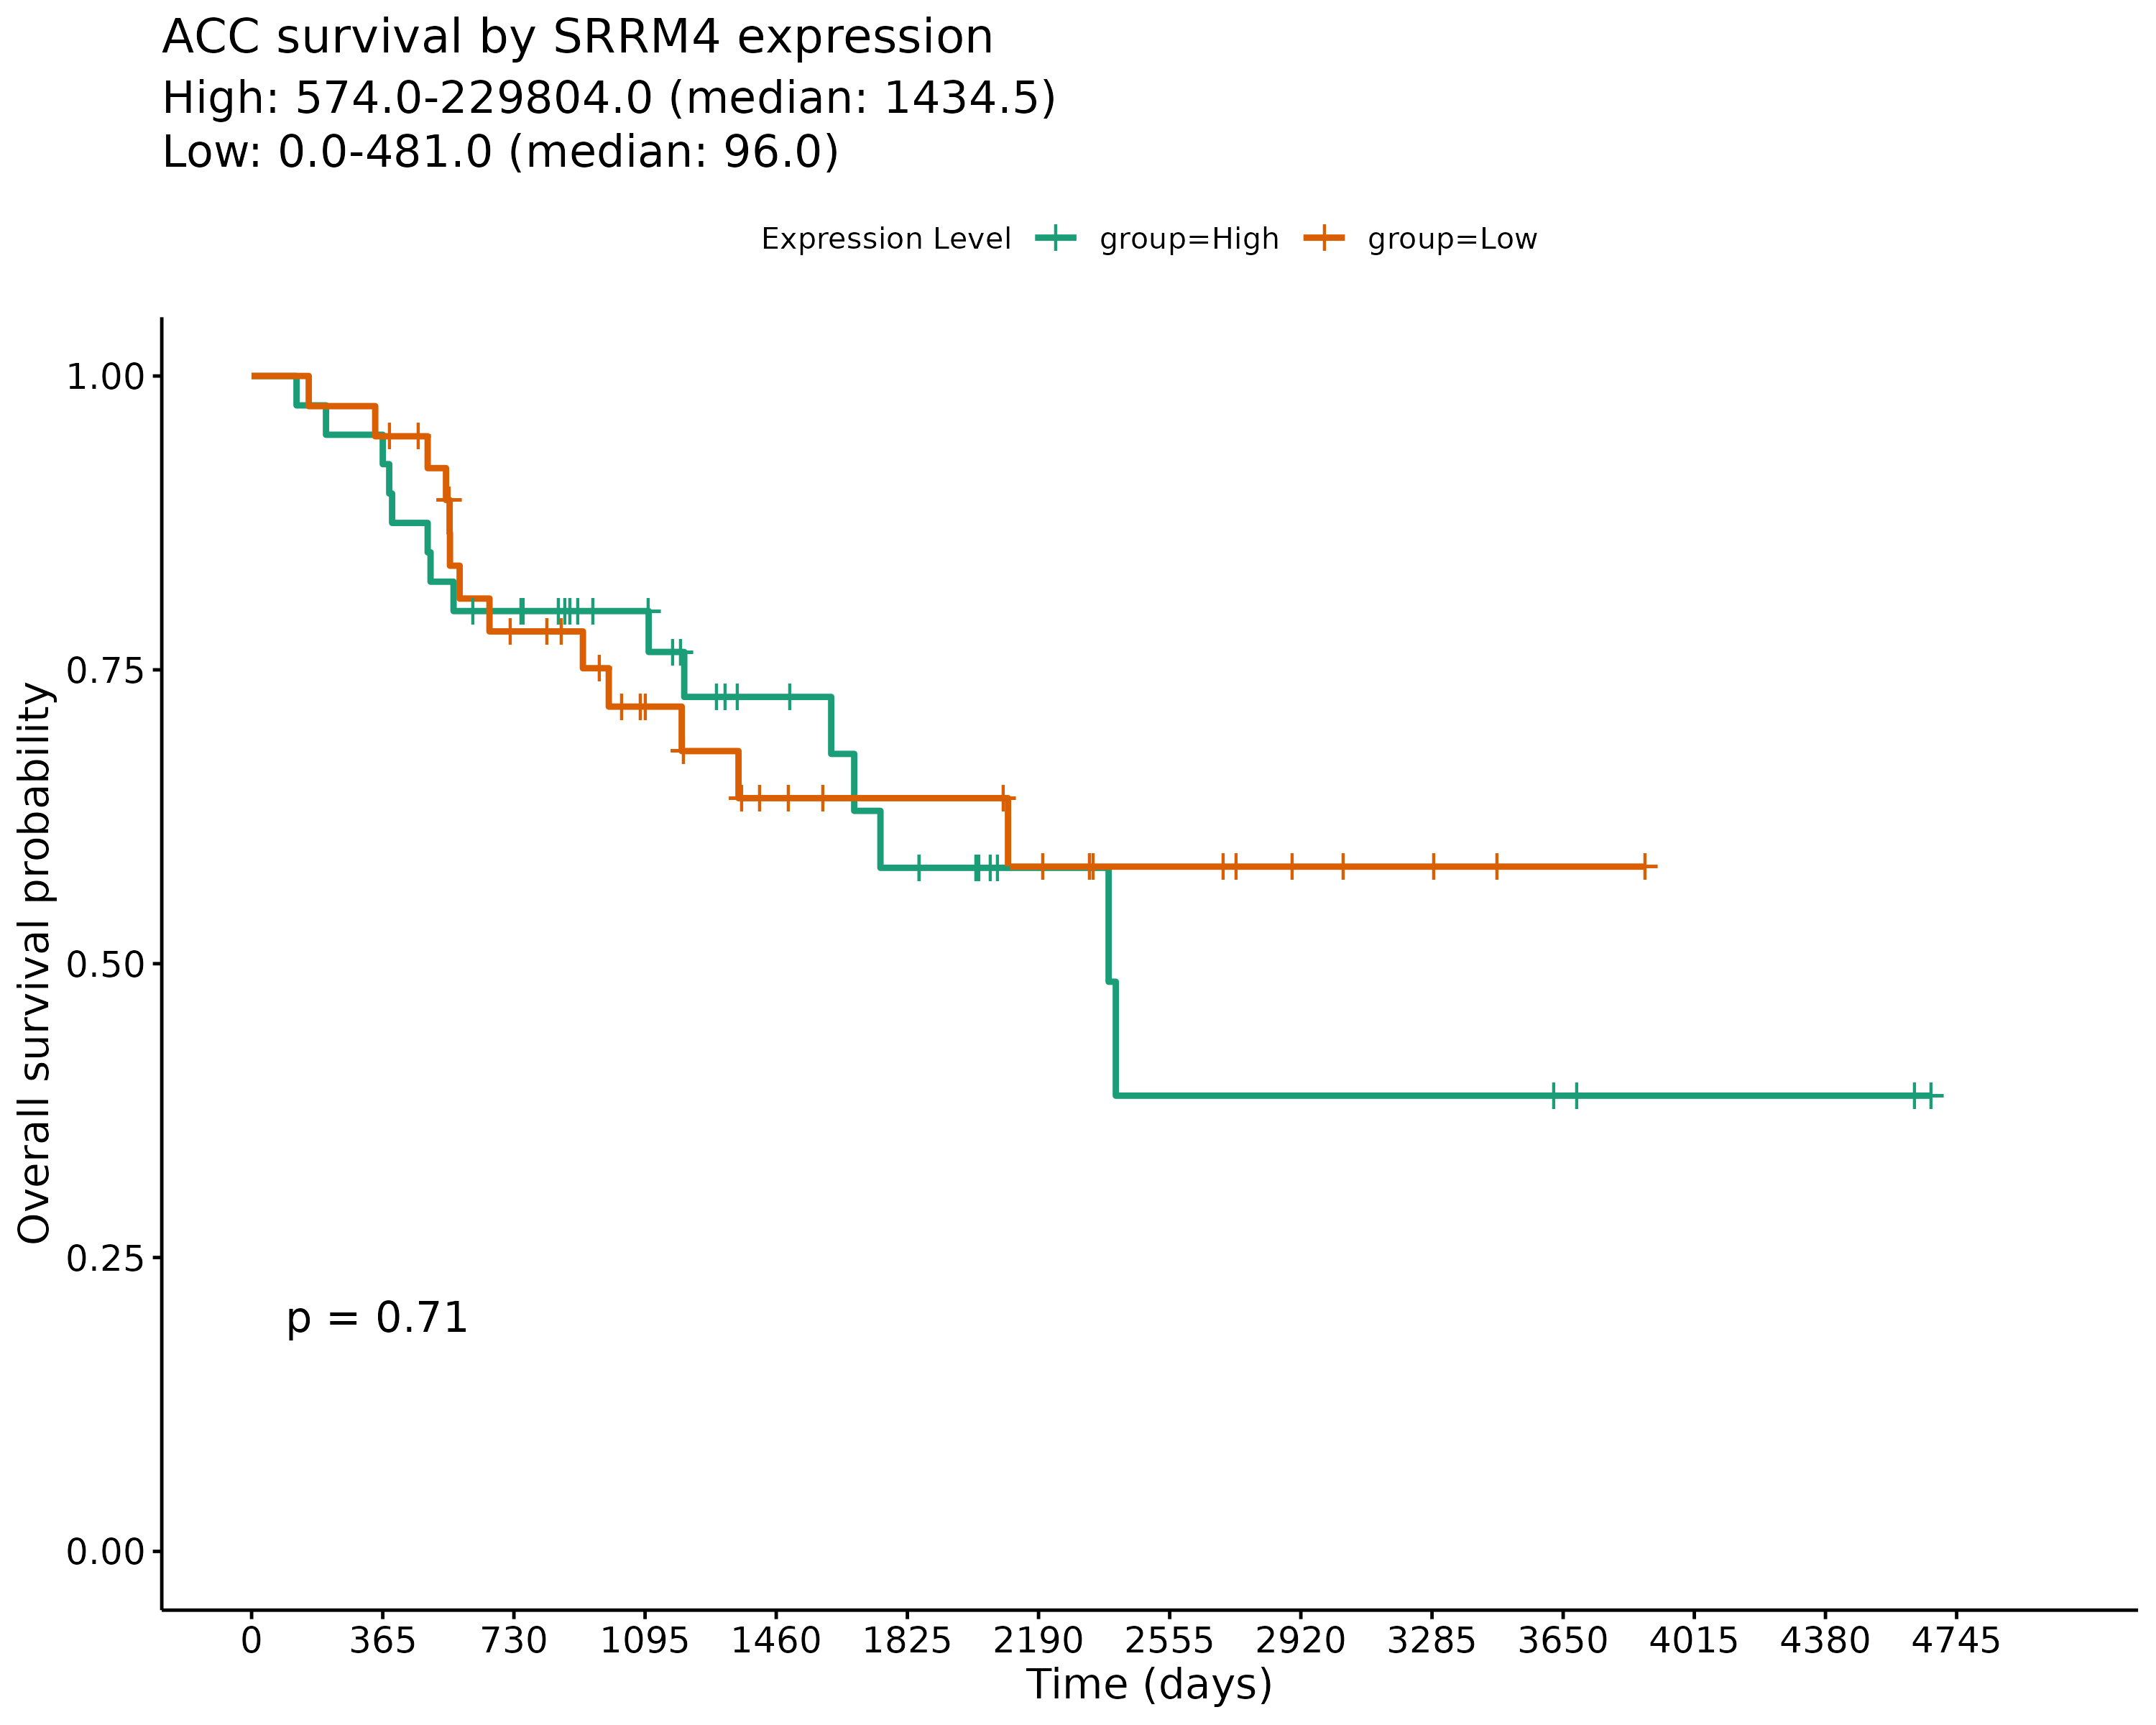 ACC survival by SRRM4 expression
High: 574.0-229804.0 (median: 1434.5)
Low: 0.0-481.0 (median: 96.0)
Expression Level group=High group=Low
Overall survival probability
1.00
0.75
0.50
0.25
0.00
p = 0.71
0 365 730 1095 1460 1825 2190 2555 2920 3285 3650 4015 4380 4745
Time (days)